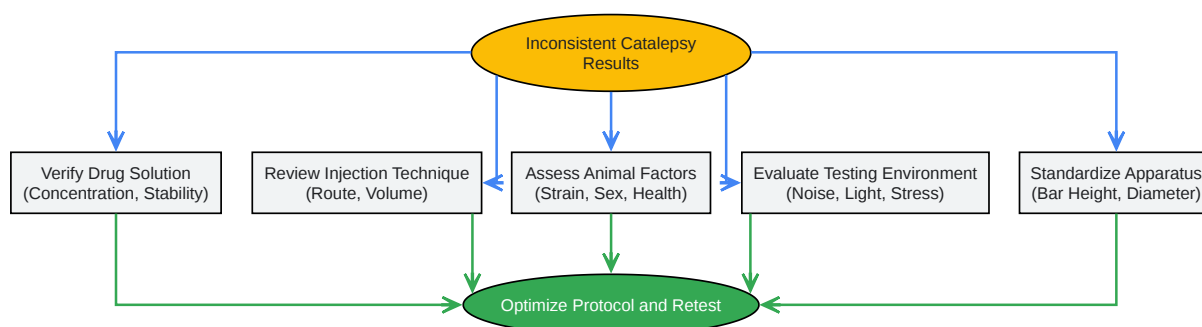 Inconsistent Catalepsy
Results
Verify Drug Solution
(Concentration, Stability)
Review Injection Technique
(Route, Volume)
Assess Animal Factors
(Strain, Sex, Health)
Evaluate Testing Environment
(Noise, Light, Stress)
Standardize Apparatus
(Bar Height, Diameter)
Optimize Protocol and Retest